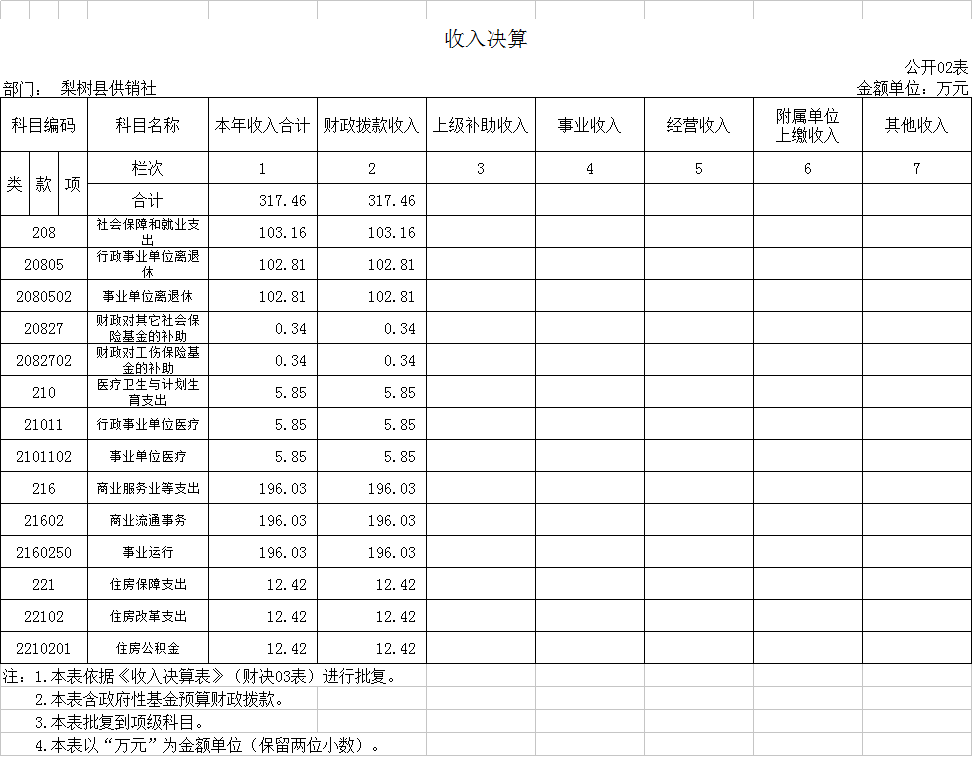 收入决算
公开02表
部门： 梨树县供销社 金额单位：万元
科目编码 科目名称 本年收入合计 财政拨款收入 上级补助收入 事业收入 经营收入 附属单位上缴收入 其他收入
类 款 项 栏次 1 2 3 4 5 6 7
合计 317.46 317.46
208 社会保障和就业支出 103.16 103.16
20805 行政事业单位离退休 102.81 102.81
2080502 事业单位离退休 102.81 102.81
20827 财政对其它社会保险基金的补助 0.34 0.34
2082702 财政对工伤保险基金的补助 0.34 0.34
210 医疗卫生与计划生育支出 5.85 5.85
21011 行政事业单位医疗 5.85 5.85
2101102 事业单位医疗 5.85 5.85
216 商业服务业等支出 196.03 196.03
21602 商业流通事务 196.03 196.03
2160250 事业运行 196.03 196.03
221 住房保障支出 12.42 12.42
22102 住房改革支出 12.42 12.42
2210201 住房公积金 12.42 12.42
注：1.本表依据《收入决算表》（财决03表）进行批复。
2.本表含政府性基金预算财政拨款。
3.本表批复到项级科目。
4.本表以“万元”为金额单位（保留两位小数）。